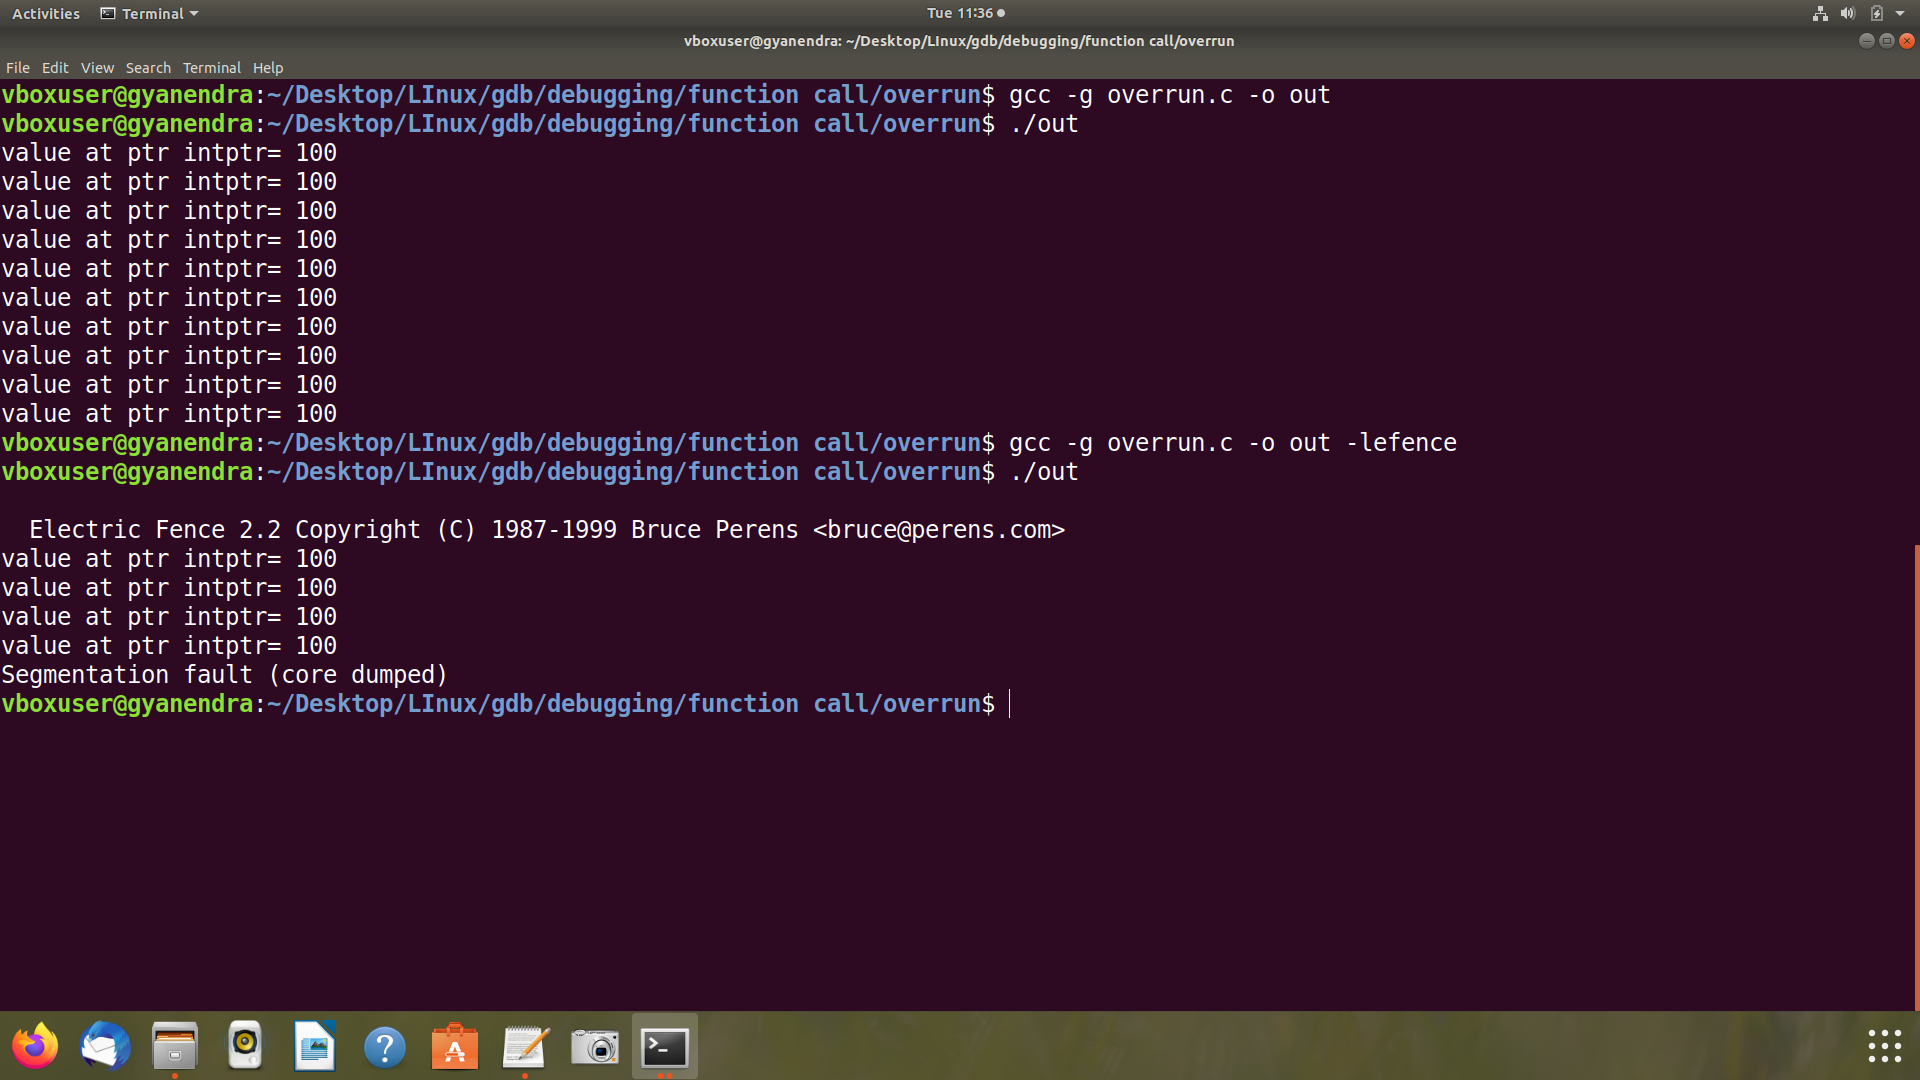 Activities Terminal Tue 11:36
vboxuser@gyanendra: ~/Desktop/LInux/gdb/debugging/function call/overrun
File Edit View Search Terminal Help
vboxuser@gyanendra:~/Desktop/LInux/gdb/debugging/function call/overrun$ gcc -g overrun.c -o out
vboxuser@gyanendra:~/Desktop/LInux/gdb/debugging/function call/overrun$ ./out
value at ptr intptr= 100
value at ptr intptr= 100
value at ptr intptr= 100
value at ptr intptr= 100
value at ptr intptr= 100
value at ptr intptr= 100
value at ptr intptr= 100
value at ptr intptr= 100
value at ptr intptr= 100
value at ptr intptr= 100
vboxuser@gyanendra:~/Desktop/LInux/gdb/debugging/function call/overrun$ gcc -g overrun.c -o out -lefence
vboxuser@gyanendra:~/Desktop/LInux/gdb/debugging/function call/overrun$ ./out
Electric Fence 2.2 Copyright (C) 1987-1999 Bruce Perens <bruce@perens.com>
value at ptr intptr= 100
value at ptr intptr= 100
value at ptr intptr= 100
value at ptr intptr= 100
Segmentation fault (core dumped)
vboxuser@gyanendra:~/Desktop/LInux/gdb/debugging/function call/overrun$